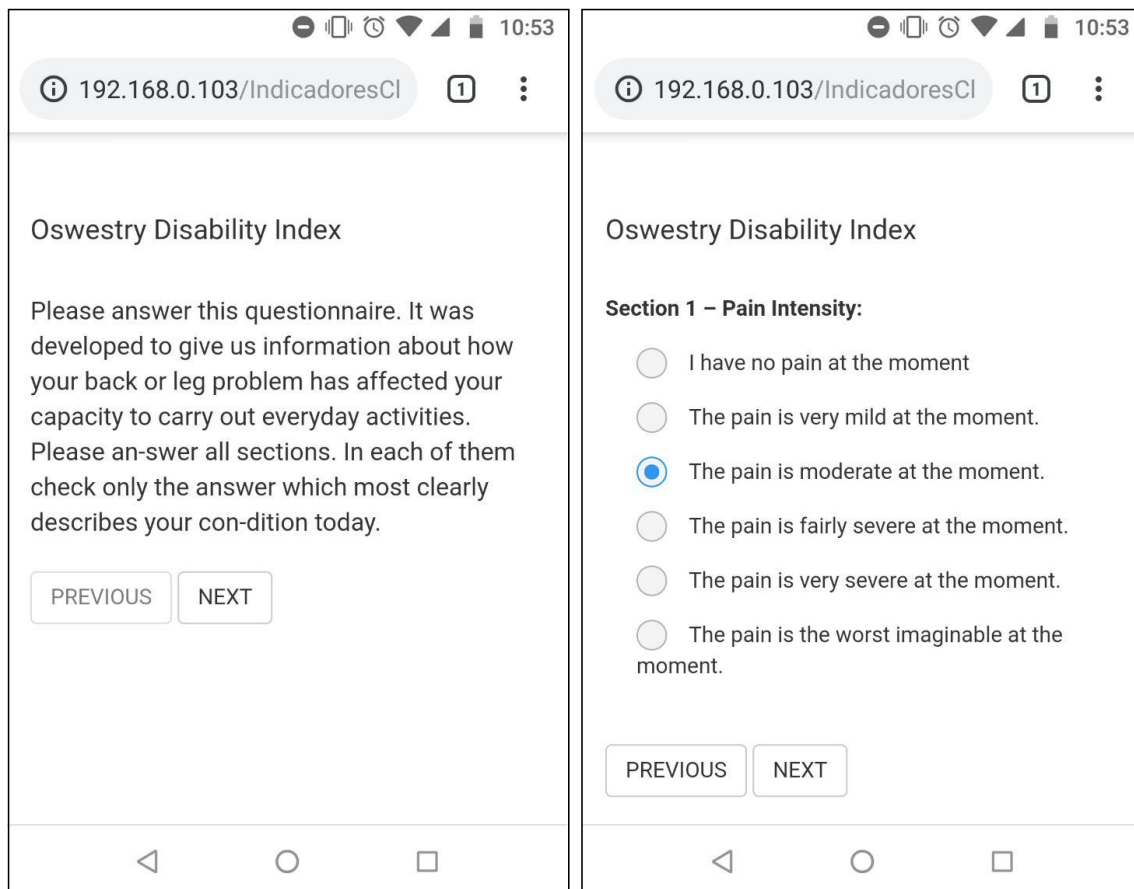 10:53
192.168.0.103/IndicadoresCl
1
Oswestry Disability Index
Please answer this questionnaire. It was
developed to give us information about how
your back or leg problem has affected your
capacity to carry out everyday activities.
Please an-swer all sections. In each of them
check only the answer which most clearly
describes your con-dition today.
PREVIOUS NEXT
10:53
192.168.0.103/IndicadoresCl
1
Oswestry Disability Index
Section 1 – Pain Intensity:
I have no pain at the moment
The pain is very mild at the moment.
The pain is moderate at the moment.
The pain is fairly severe at the moment.
The pain is very severe at the moment.
The pain is the worst imaginable at the
moment.
PREVIOUS NEXT